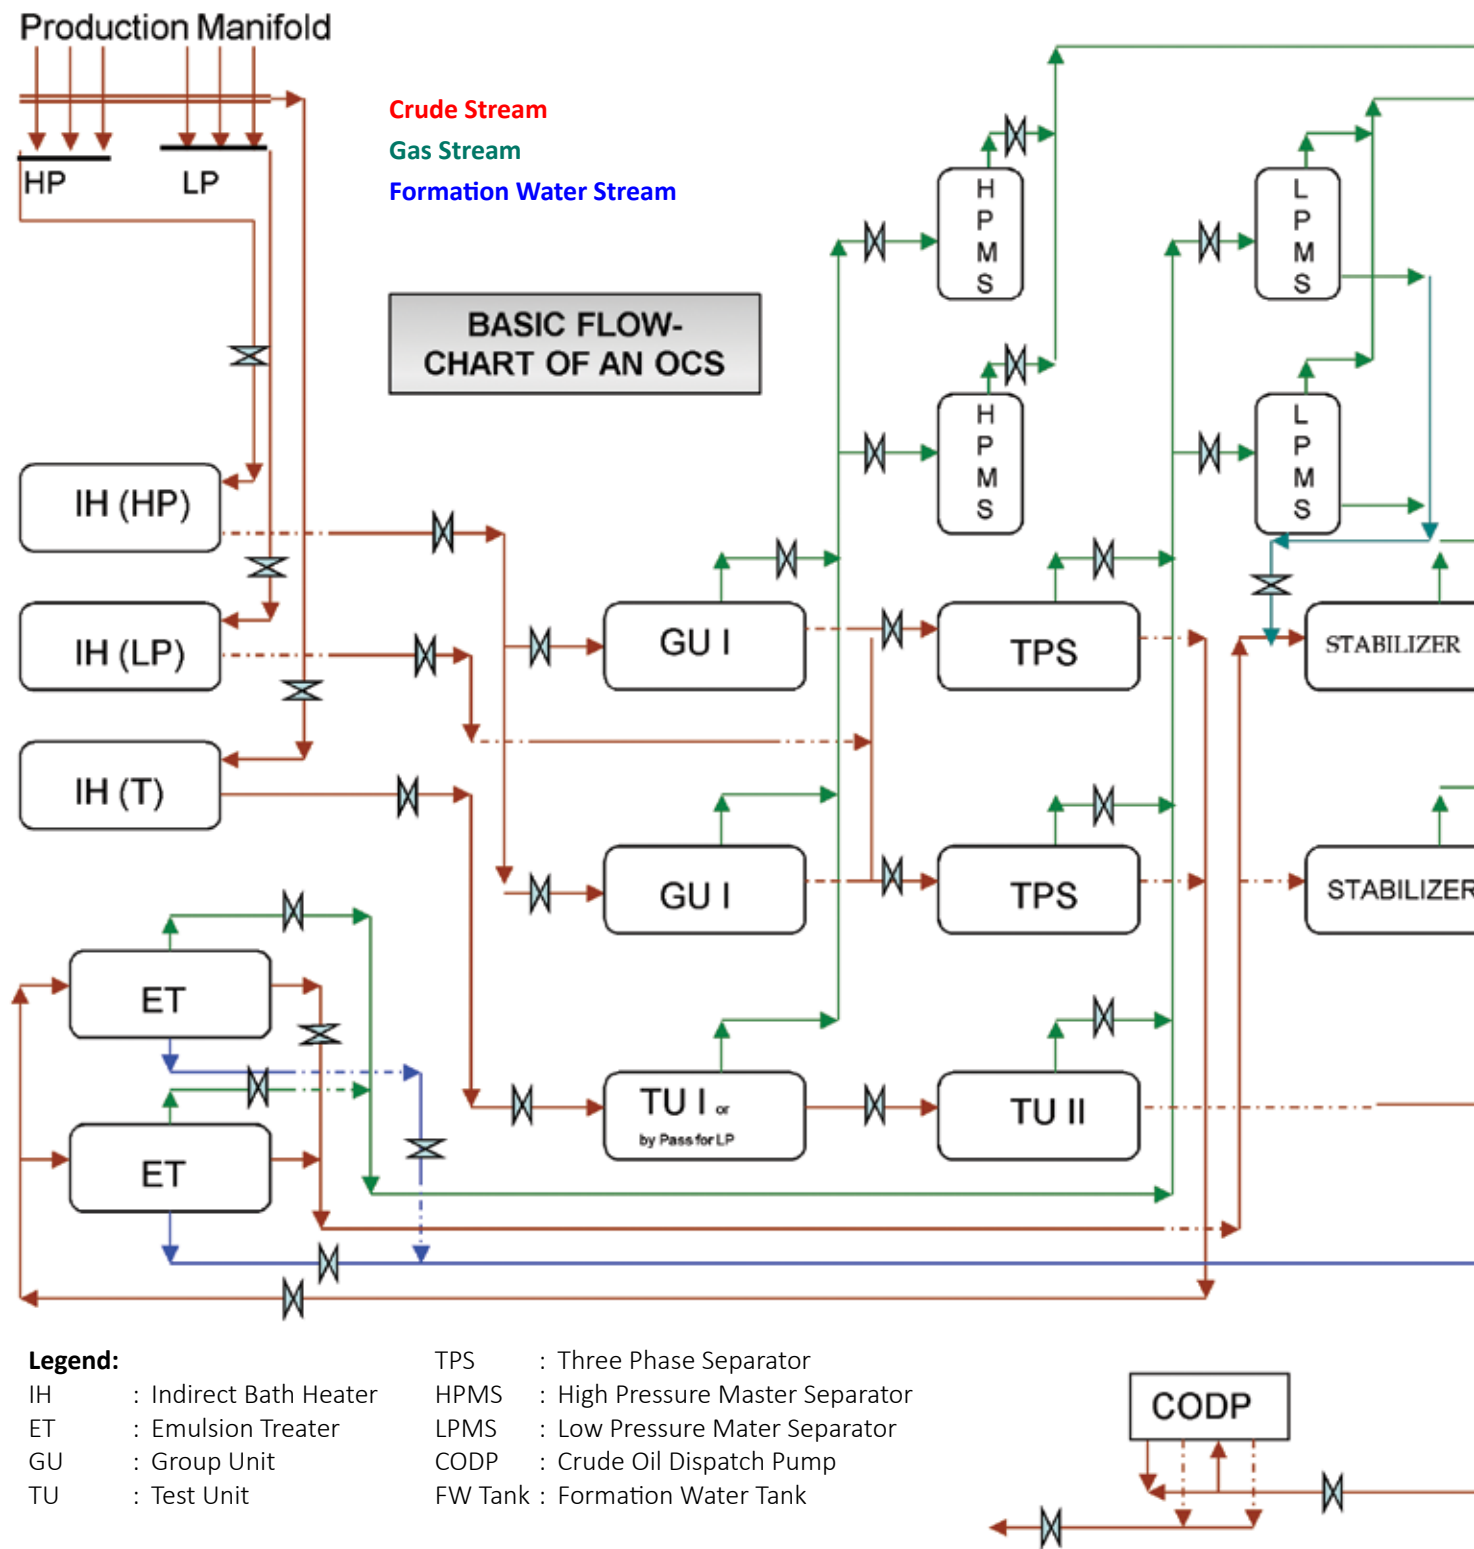 Production Manifold
Crude Stream
Gas Stream
Formation Water Stream
HP
LP
BASIC FLOW-
CHART OF AN OCS
H
P
M
S
L
P
M
S
H
P
M
S
L
P
M
S
IH (HP)
IH (LP)
IH (T)
GU I
TPS
STABILIZER
GU I
TPS
STABILIZER
ET
ET
TU I or
by Pass for LP
TU II
Legend:
IH : Indirect Bath Heater
ET : Emulsion Treater
GU : Group Unit
TU : Test Unit
TPS : Three Phase Separator
HPMS : High Pressure Master Separator
LPMS : Low Pressure Mater Separator
CODP : Crude Oil Dispatch Pump
FW Tank : Formation Water Tank
CODP